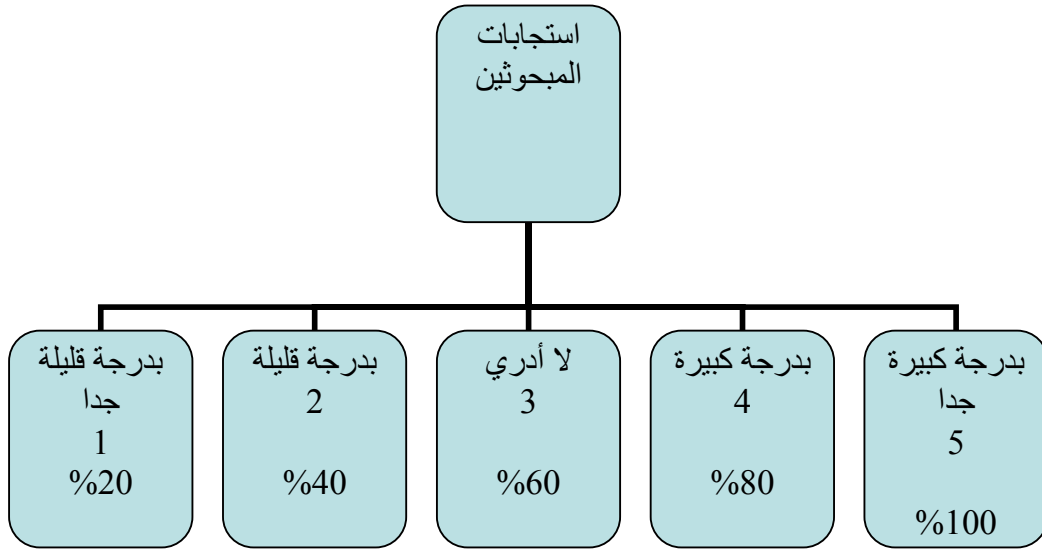 استجابات
المبحوثين
بدرجة كبيرة
جدا
5
%100
بدرجة كبيرة
4
%80
لا أدري
3
%60
بدرجة قليلة
2
%40
بدرجة قليلة
جدا
1
%20